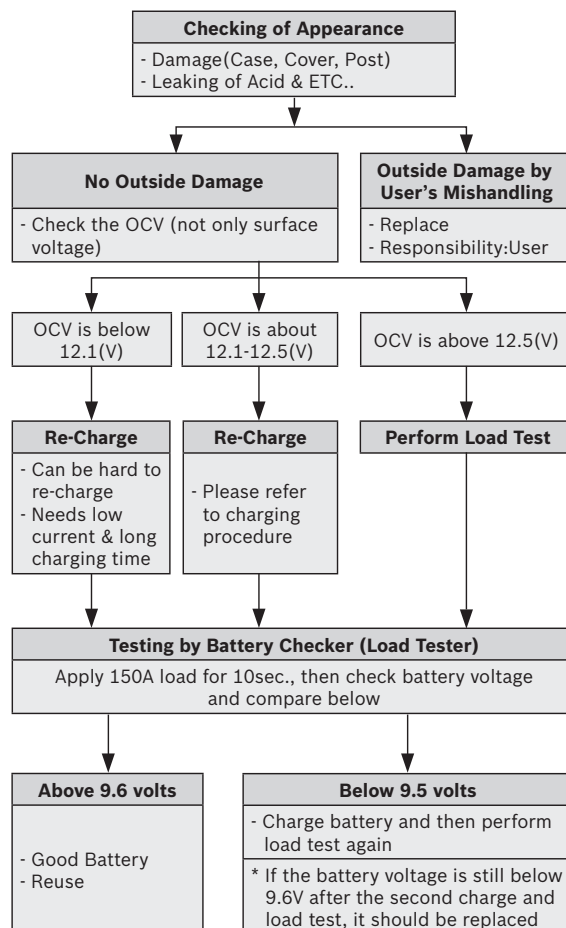 Checking of Appearance
- Damage(Case, Cover, Post)
- Leaking of Acid & ETC..
No Outside Damage
- Check the OCV (not only surface
voltage)
Outside Damage by
User's Mishandling
- Replace
- Responsibility:User
OCV is below
12.1(V)
OCV is about
12.1-12.5(V)
OCV is above 12.5(V)
Re-Charge
- Can be hard to
re-charge
- Needs low
current & long
charging time
Re-Charge
- Please refer
to charging
procedure
Perform Load Test
Testing by Battery Checker (Load Tester)
Apply 150A load for 10sec., then check battery voltage
and compare below
Above 9.6 volts
- Good Battery
- Reuse
Below 9.5 volts
- Charge battery and then perform
load test again
* If the battery voltage is still below
9.6V after the second charge and
load test, it should be replaced